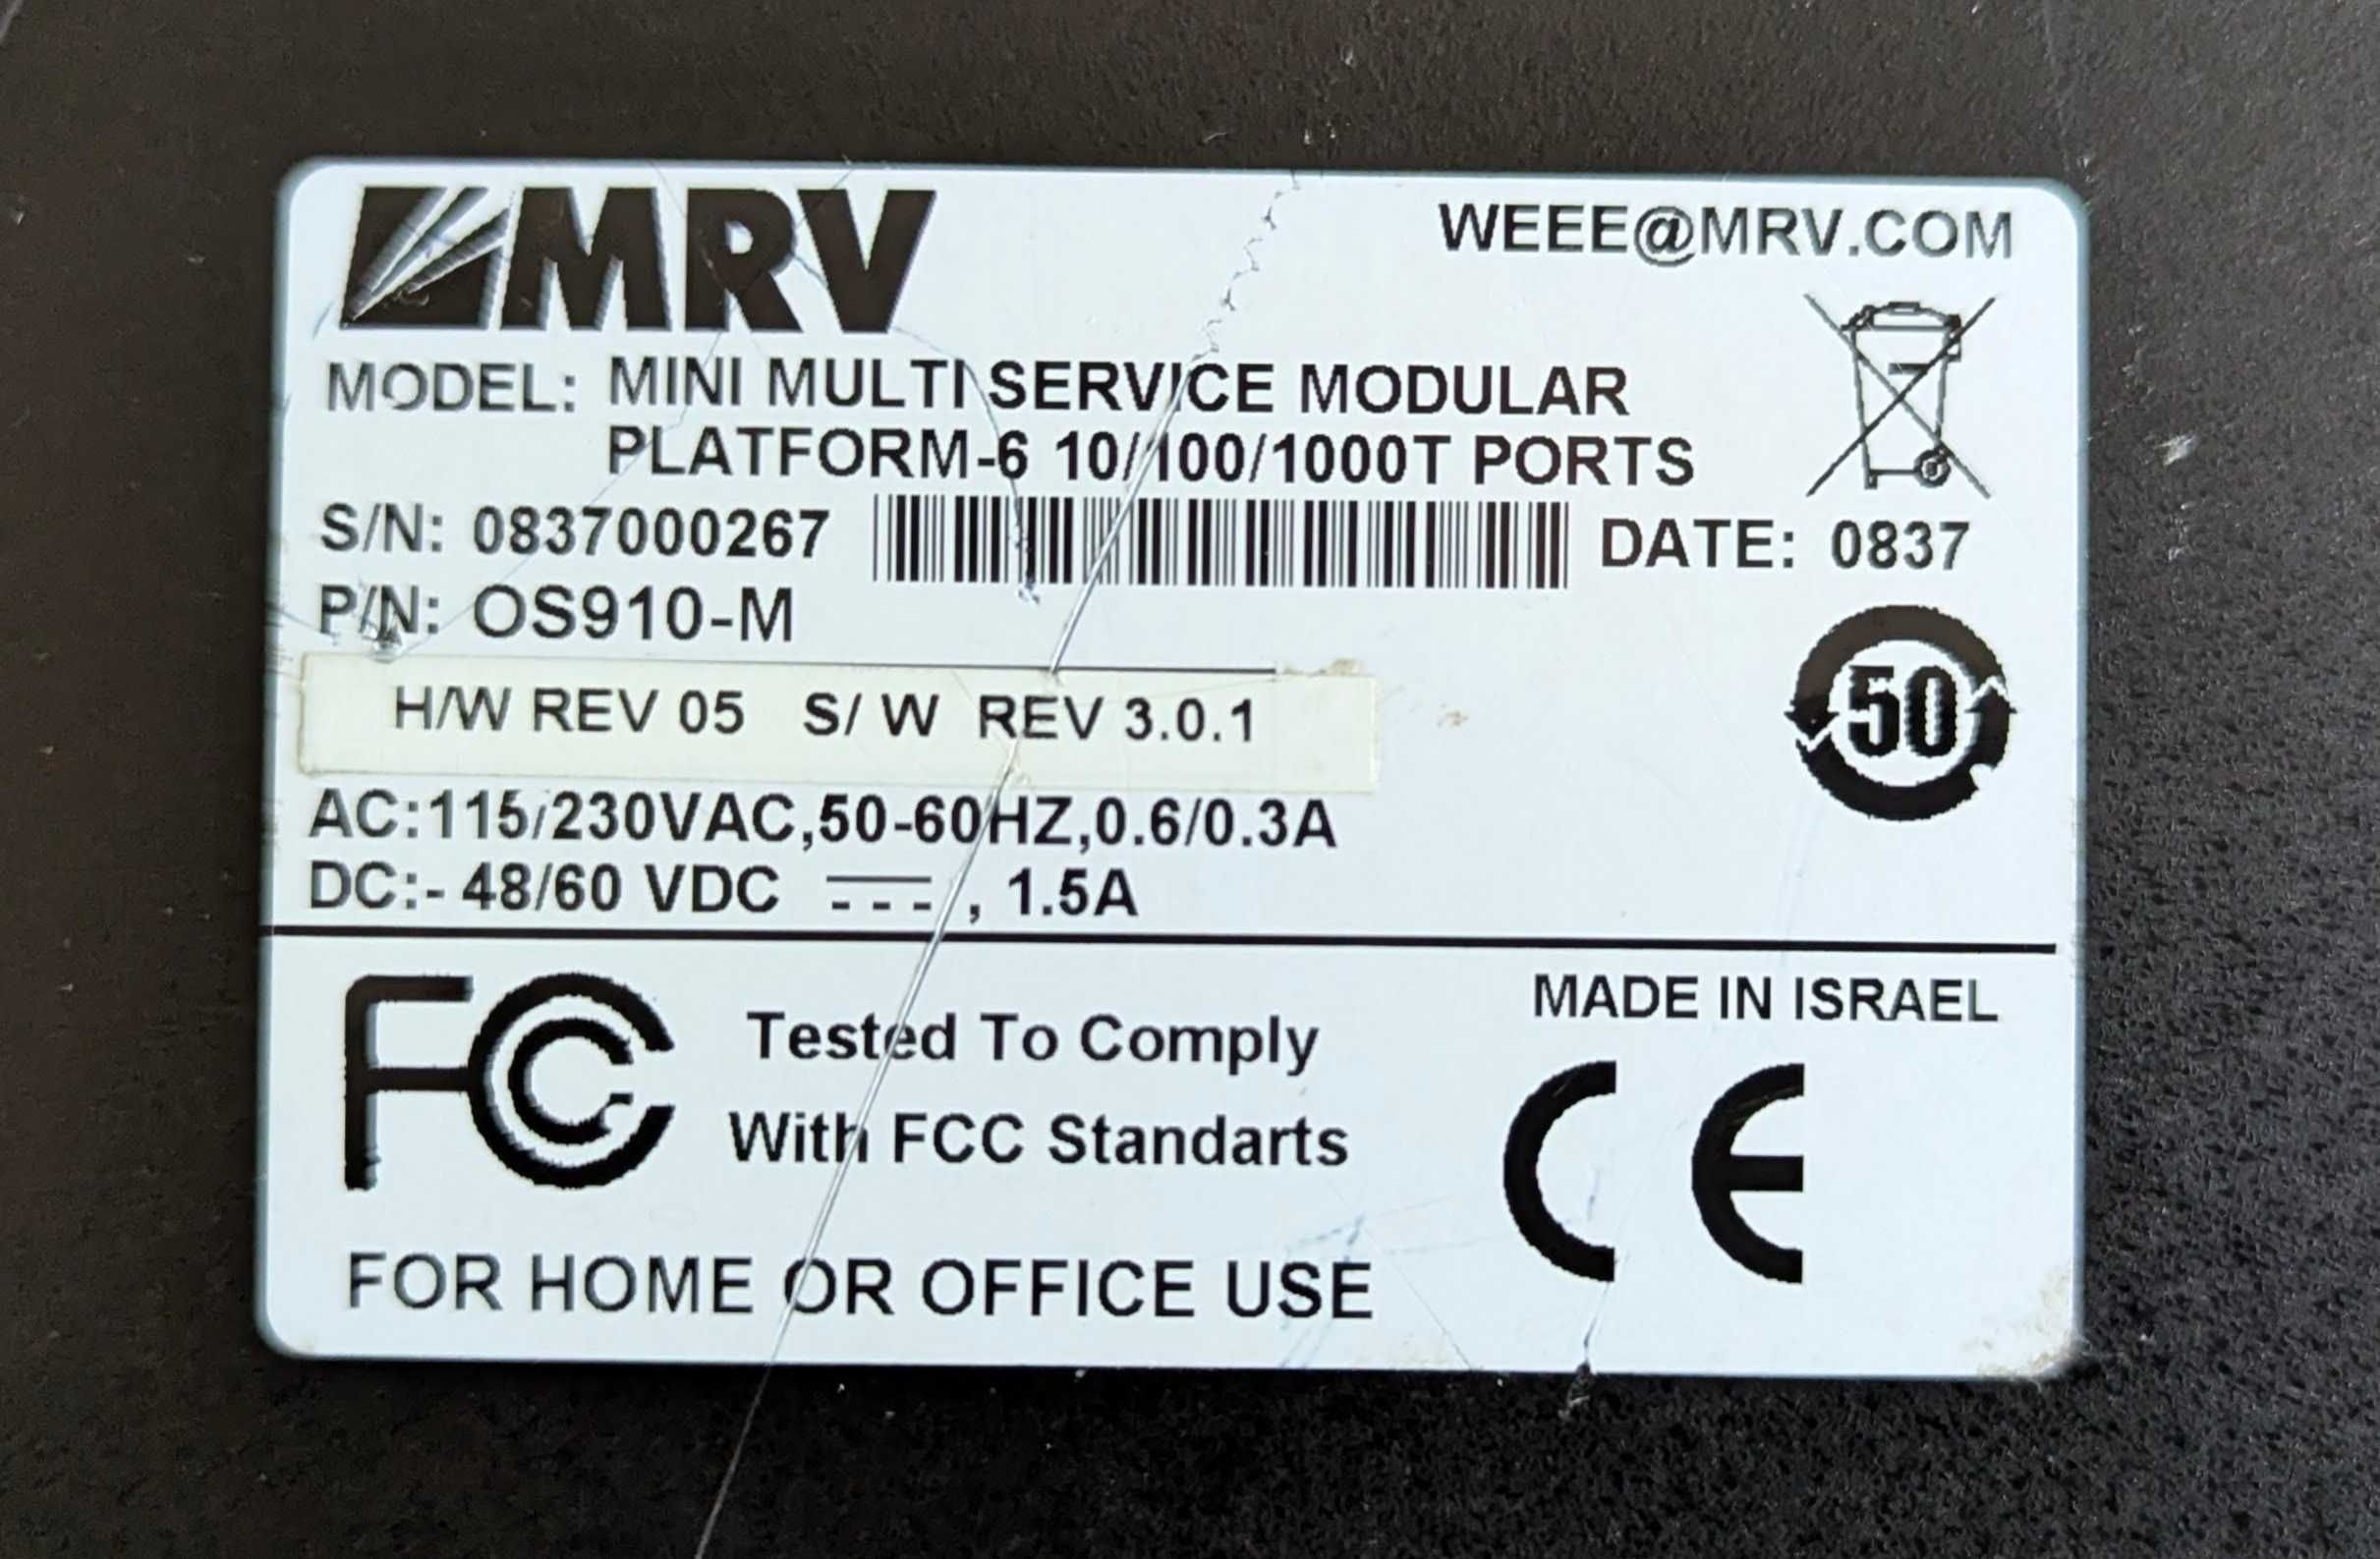 MRV
WEEE@MRV.COM
MODEL: MINI MULTI SERVICE MODULAR
PLATFORM-6 10/100/1000T PORTS
S/N: 0837000267 DATE: 0837
P/N: OS910-M
50
H/W REV 05 S/ W REV 3.0.1
AC:115/230VAC,50-60HZ,0.6/0.3A
DC:- 48/60 VDC , 1.5A
FC Tested To Comply
With FCC Standarts
MADE IN ISRAEL
CE
FOR HOME OR OFFICE USE